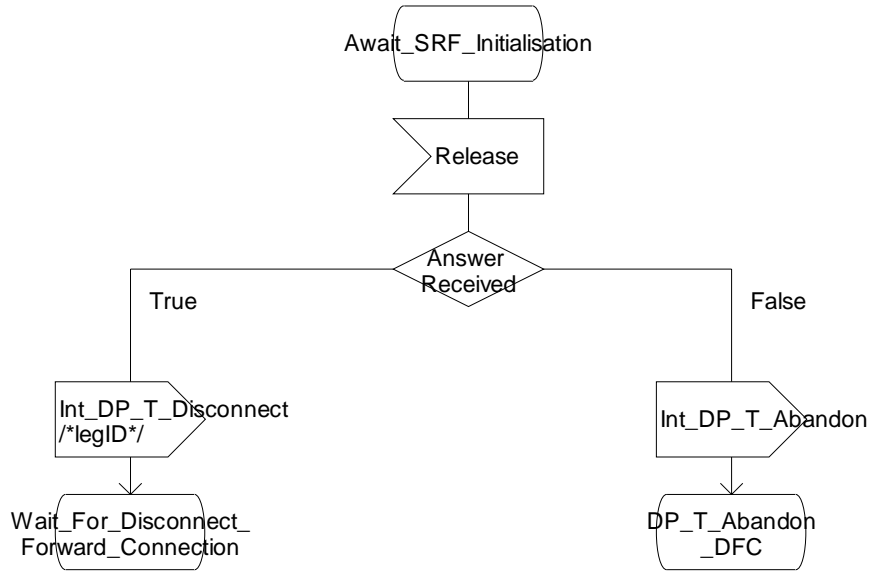 Await_SRF_Initialisation
Release
Answer
Received
True
False
Int_DP_T_Disconnect
/*legID*/
Int_DP_T_Abandon
Wait_For_Disconnect_
Forward_Connection
DP_T_Abandon
_DFC